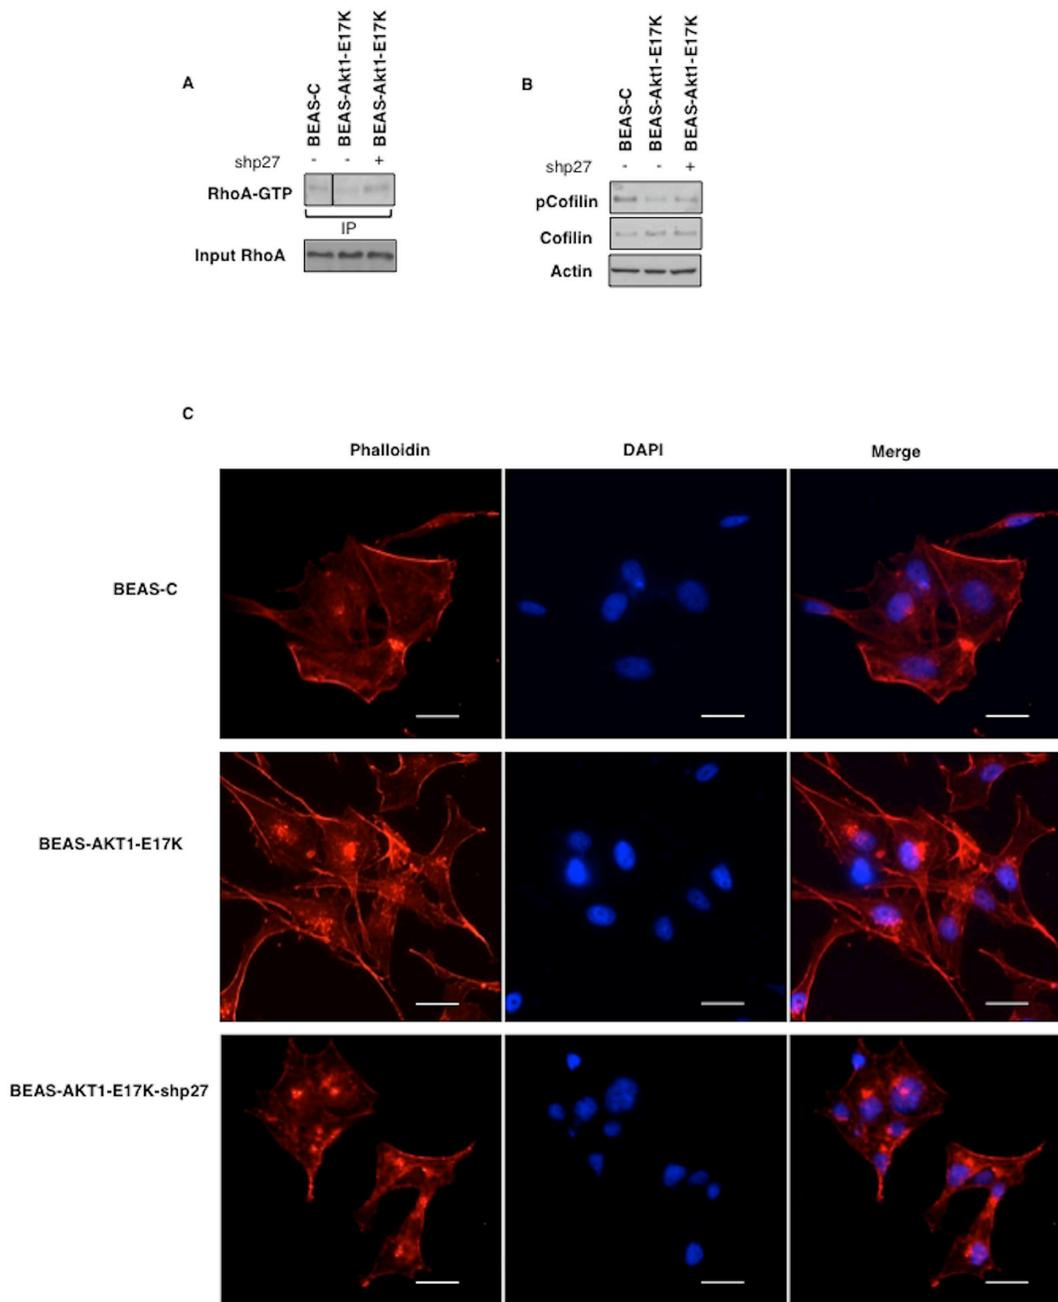 A
BEAS-C
BEAS-Akt1-E17K
BEAS-Akt1-E17K
shp27 - - +
RhoA-GTP
IP
Input RhoA
B
BEAS-C
BEAS-Akt1-E17K
BEAS-Akt1-E17K
shp27 - - +
pCofilin
Cofilin
Actin
C
Phalloidin DAPI Merge
BEAS-C
BEAS-AKT1-E17K
BEAS-AKT1-E17K-shp27